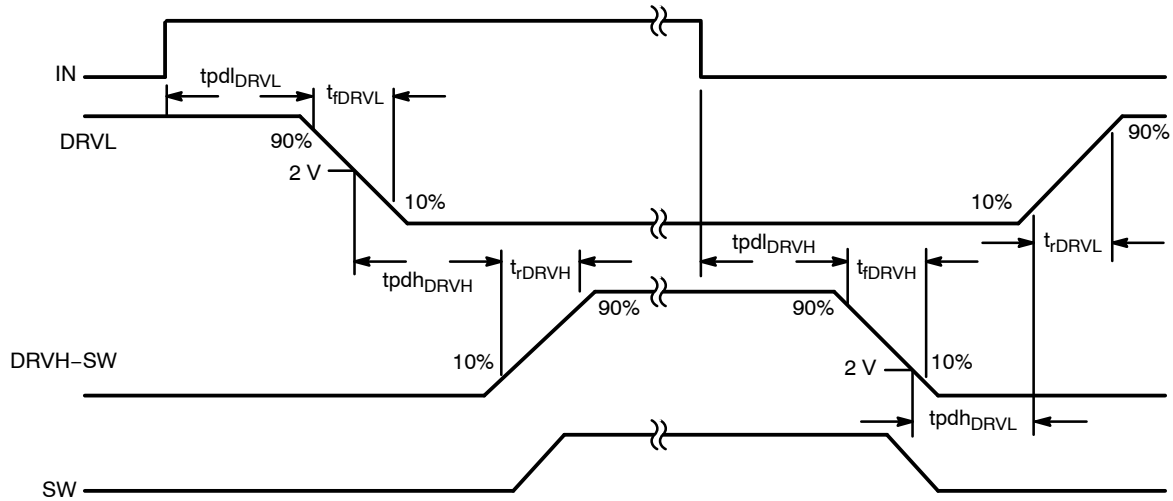 IN
tpdlDRVL
tfDRVL
DRVL
90%
90%
2 V
10%
10%
tpdlDRVH
trDRVL
tpdhDRVH
trDRVH
tfDRVH
90%
90%
DRVH−SW
10%
2 V
10%
tpdhDRVL
SW